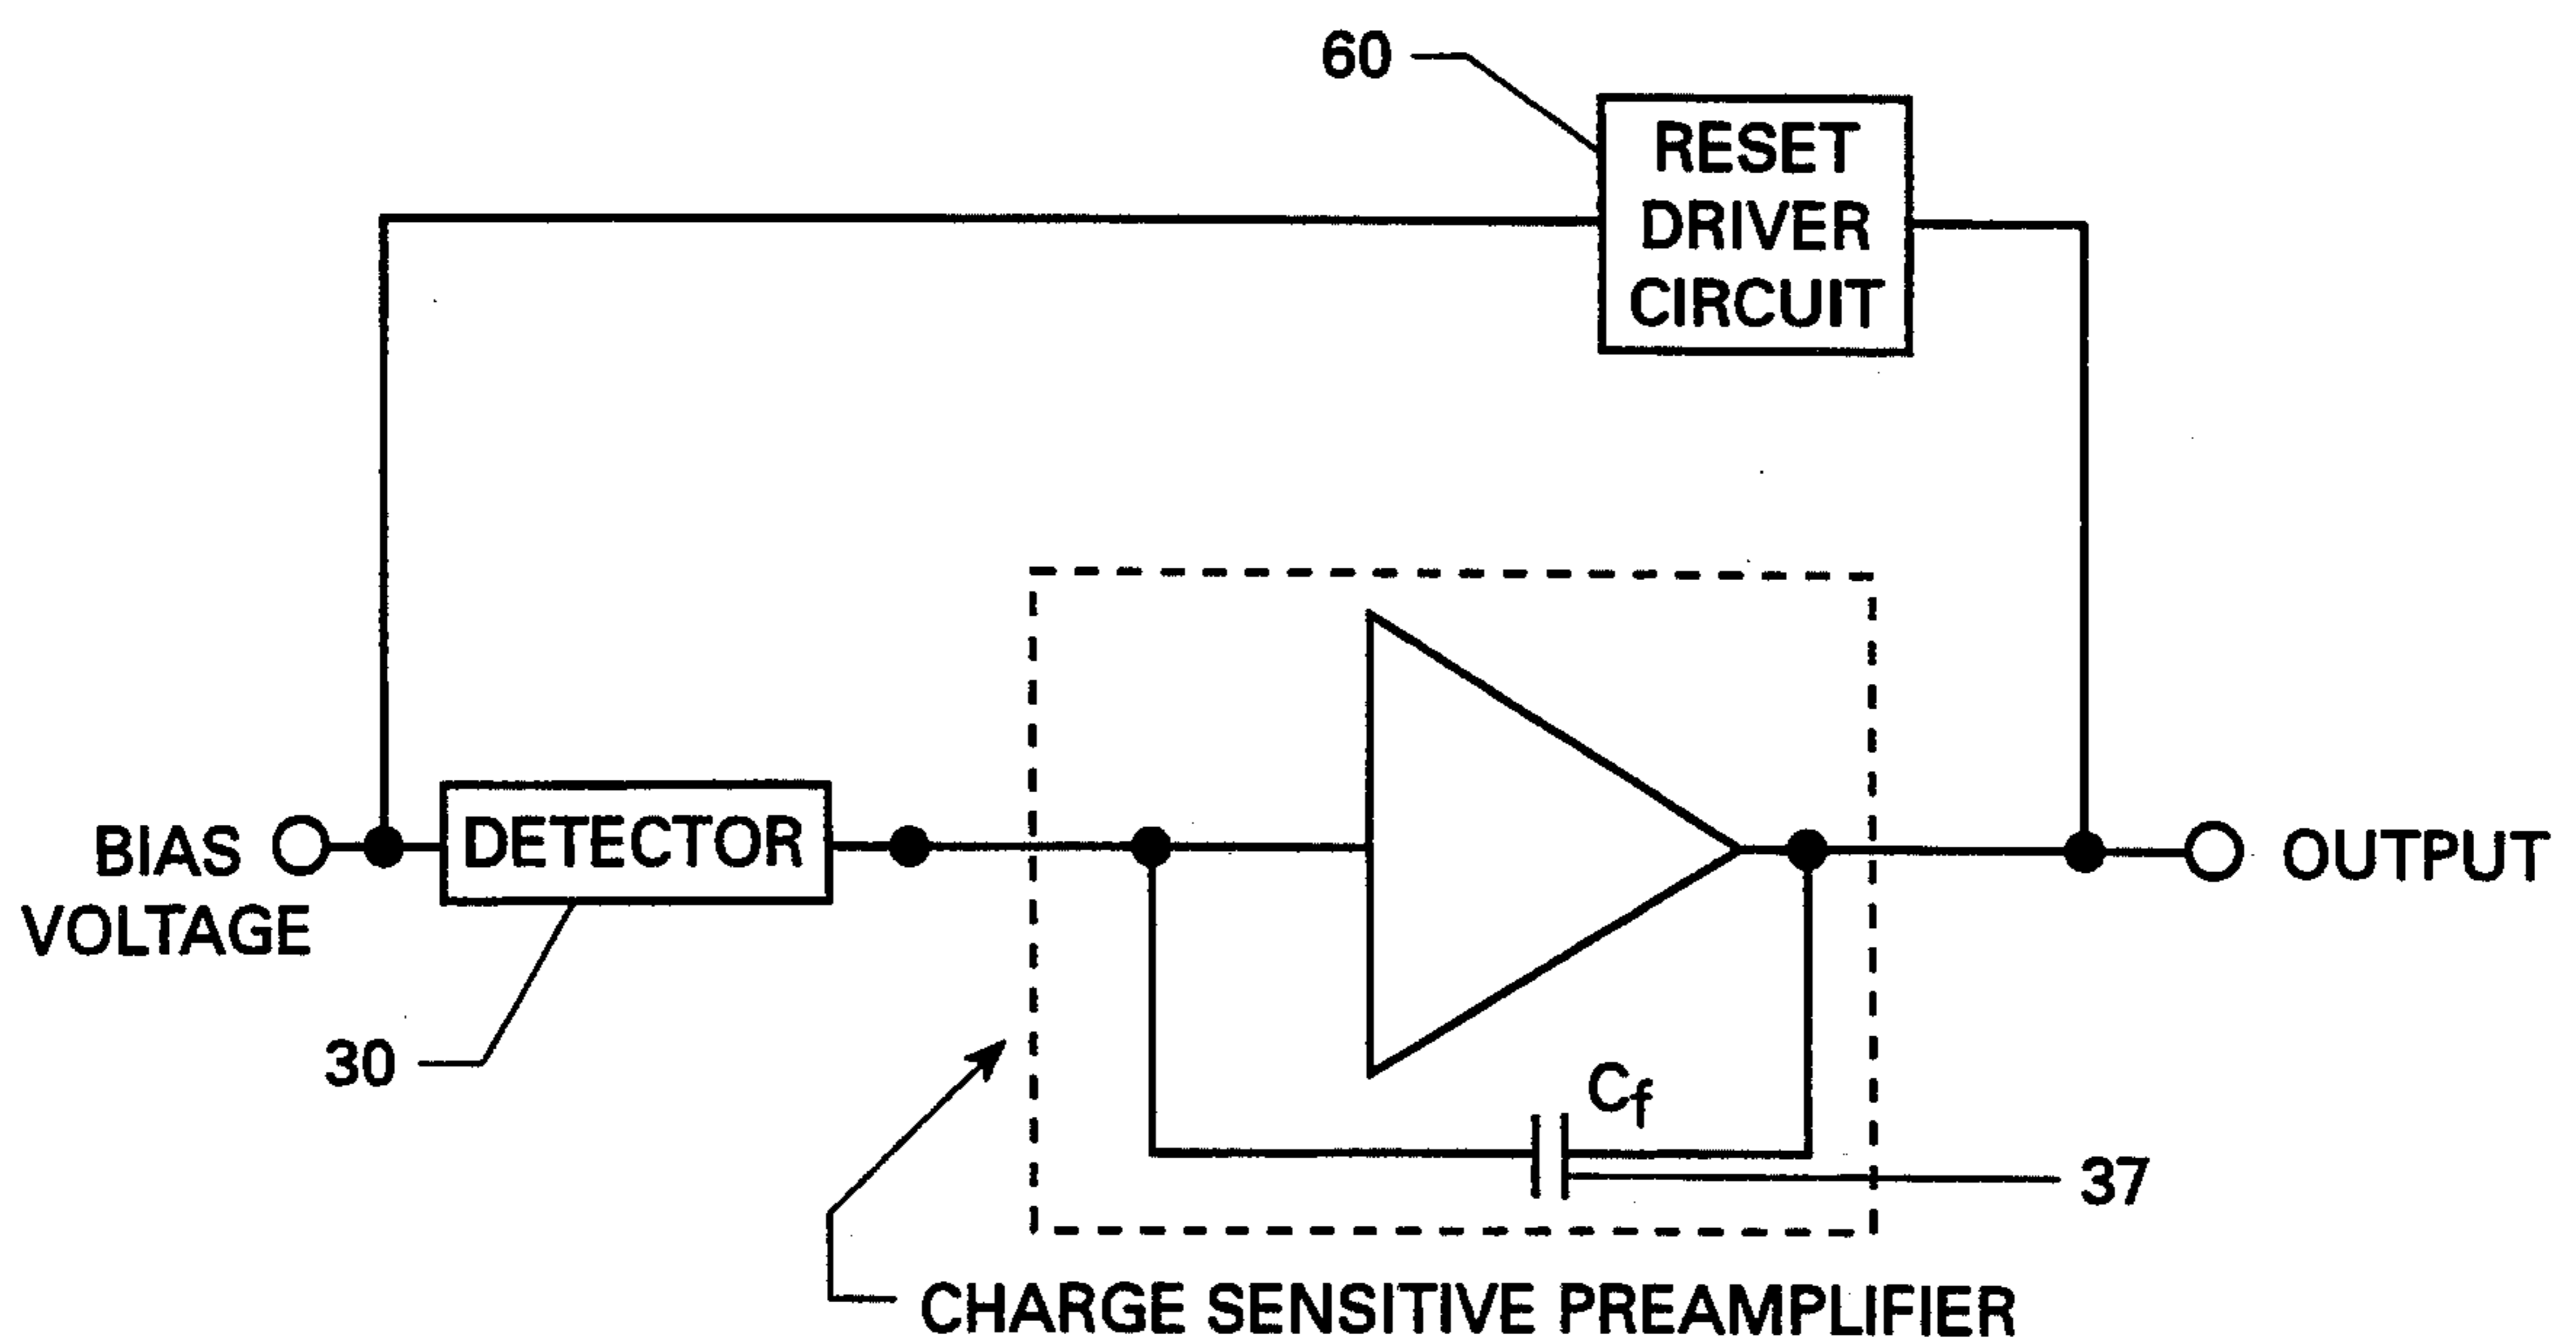 60
RESET
DRIVER
CIRCUIT
BIAS
VOLTAGE
DETECTOR
OUTPUT
30
Cf
37
CHARGE SENSITIVE PREAMPLIFIER